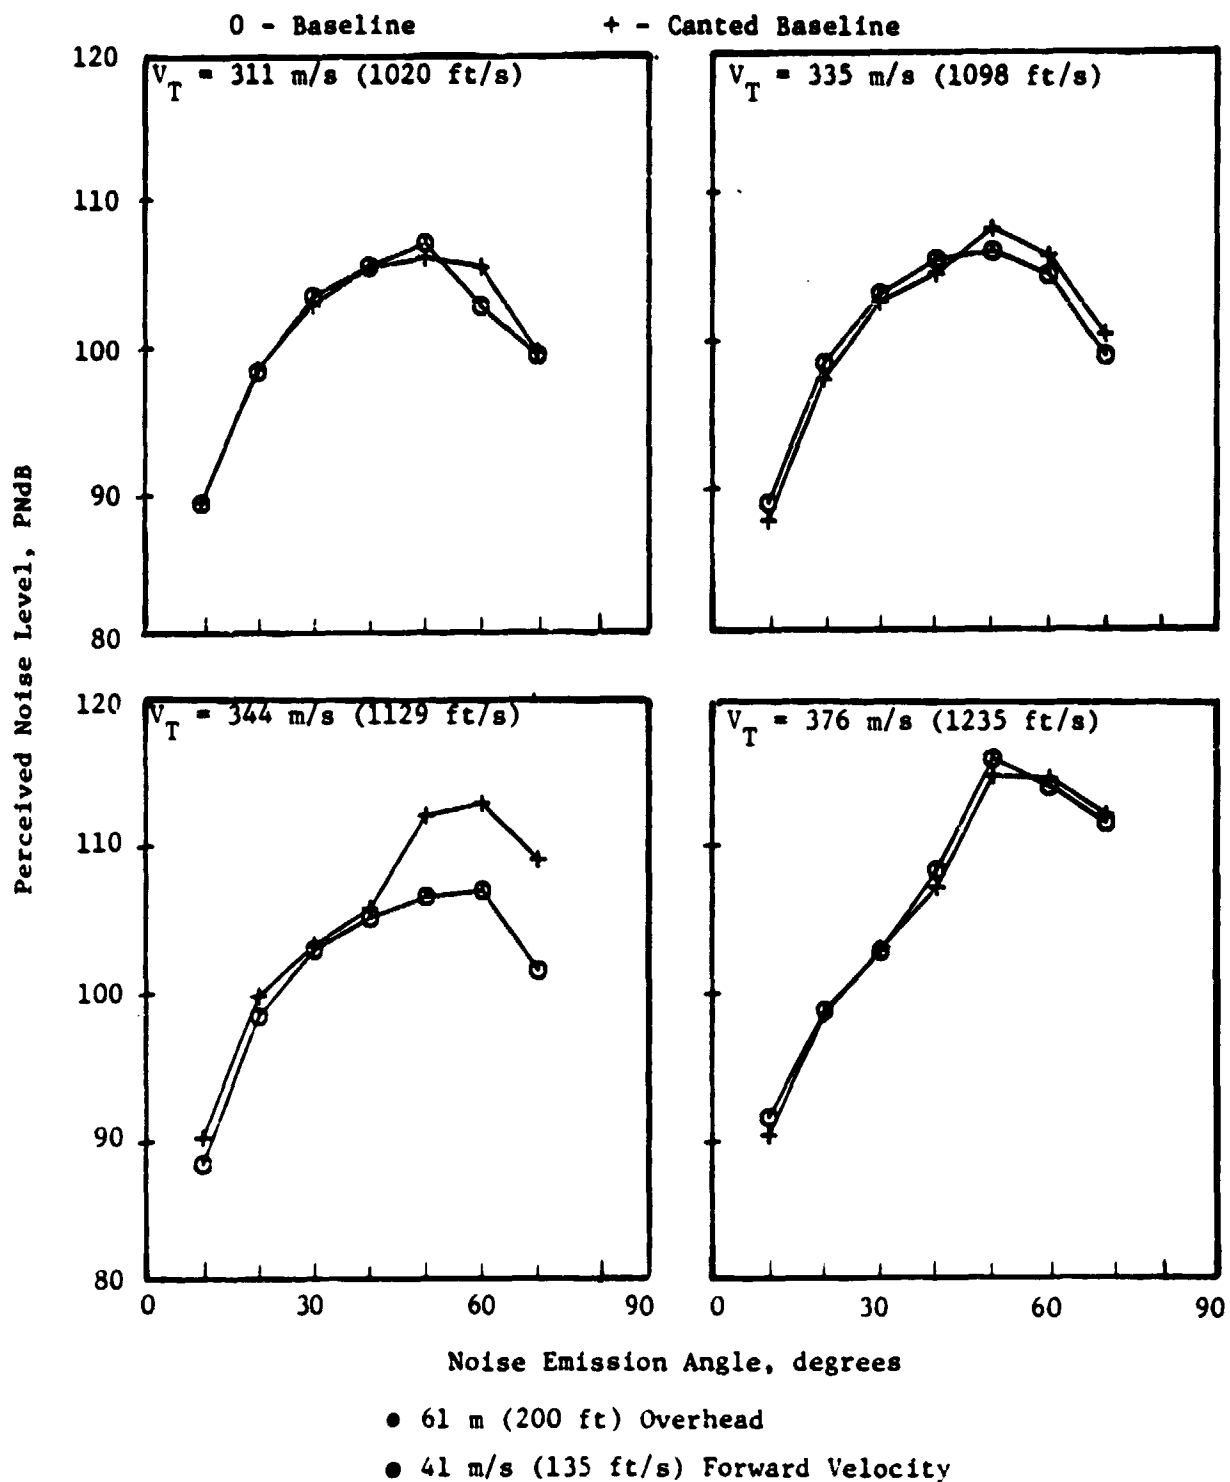 0 - Baseline + - Canted Baseline
120
V_T = 311 m/s (1020 ft/s)
V_T = 335 m/s (1098 ft/s)
110
100
90
80
Perceived Noise Level, PNdB
120
V_T = 344 m/s (1129 ft/s)
V_T = 376 m/s (1235 ft/s)
110
100
90
80
0 30 60 90 0 30 60 90
Noise Emission Angle, degrees
● 61 m (200 ft) Overhead
● 41 m/s (135 ft/s) Forward Velocity